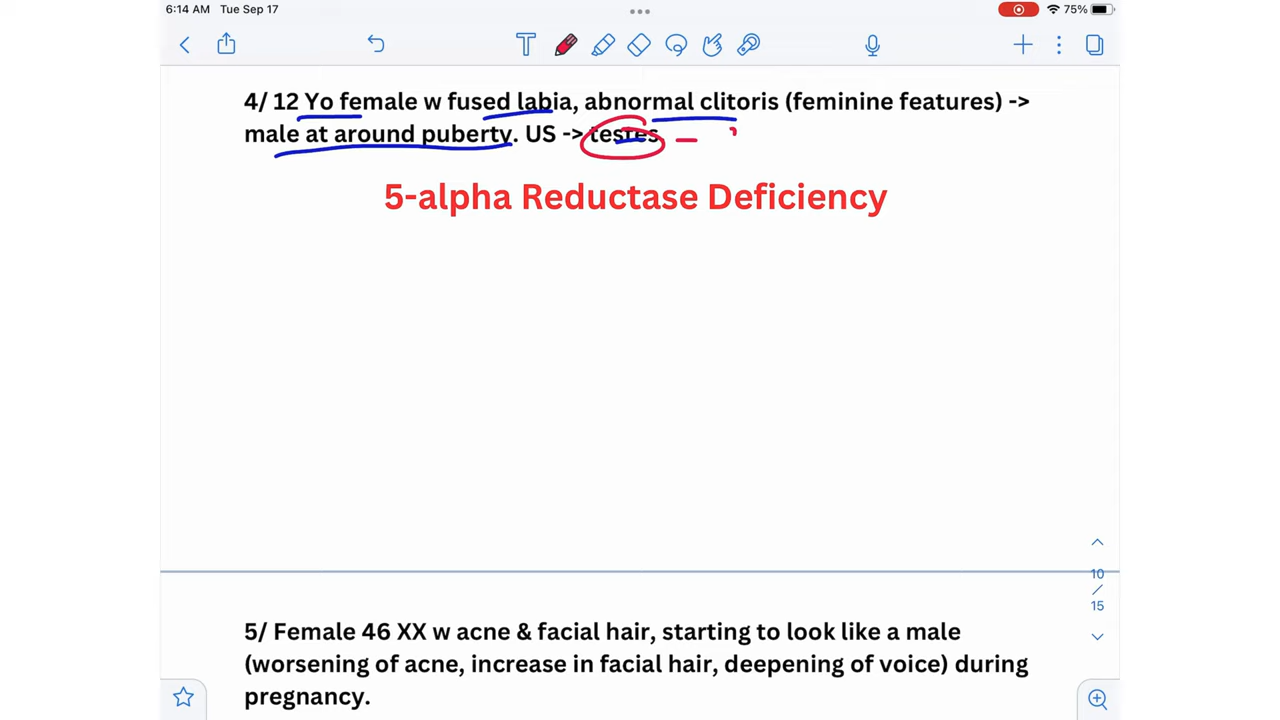 6:14 AM Tue Sep 17
75%
4/ 12 Yo female w fused labia, abnormal clitoris (feminine features) ->
male at around puberty. US -> testes.
5-alpha Reductase Deficiency
10
/
15
5/ Female 46 XX w acne & facial hair, starting to look like a male
(worsening of acne, increase in facial hair, deepening of voice) during
pregnancy.